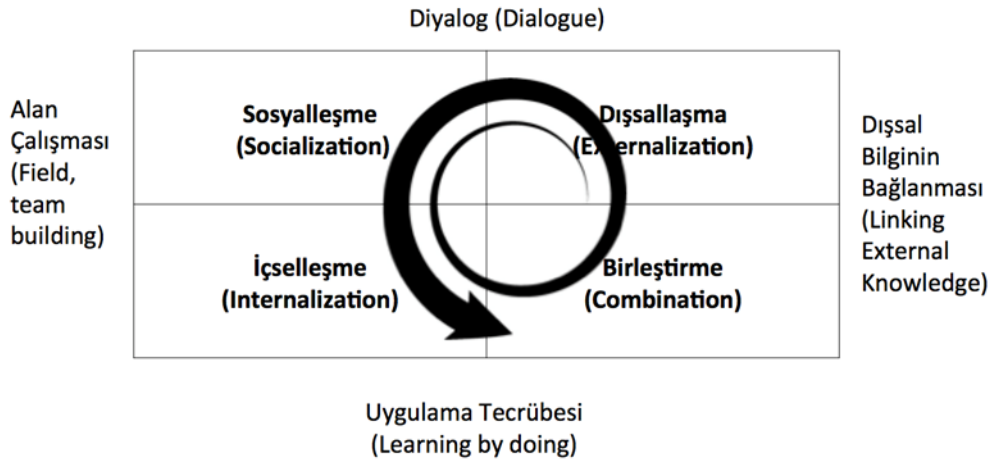 Diyalog (Dialogue)
Alan
Çalışması
(Field,
team
building)
Sosyalleşme
(Socialization)
Dışsallaşma
(Externalization)
İçselleşme
(Internalization)
Birleştirme
(Combination)
Dışsal
Bilginin
Bağlanması
(Linking
External
Knowledge)
Uygulama Tecrübesi
(Learning by doing)